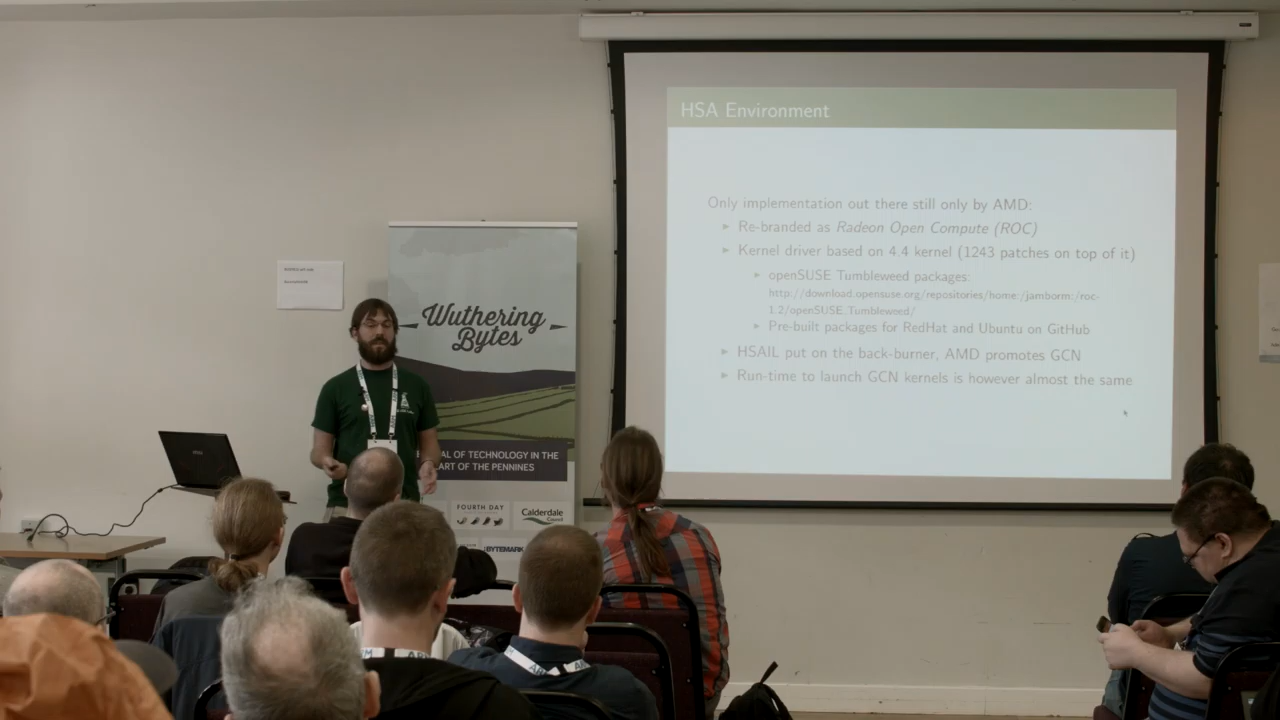 HSA Environment
Only implementation out there still only by AMD:
Re-branded as Radeon Open Compute (ROC)
Kernel driver based on 4.4 kernel (1243 patches on top of it)
openSUSE Tumbleweed packages:
http://download.opensuse.org/repositories/home:/jamborm:/roc-
1.2/openSUSE_Tumbleweed/
Pre-built packages for RedHat and Ubuntu on GitHub
HSAIL put on the back-burner, AMD promotes GCN
Run-time to launch GCN kernels is however almost the same
Wuthering
Bytes
AL OF TECHNOLOGY IN THE
ART OF THE PENNINES
FOURTH DAY
Calderdale
Council
BYTEMARK